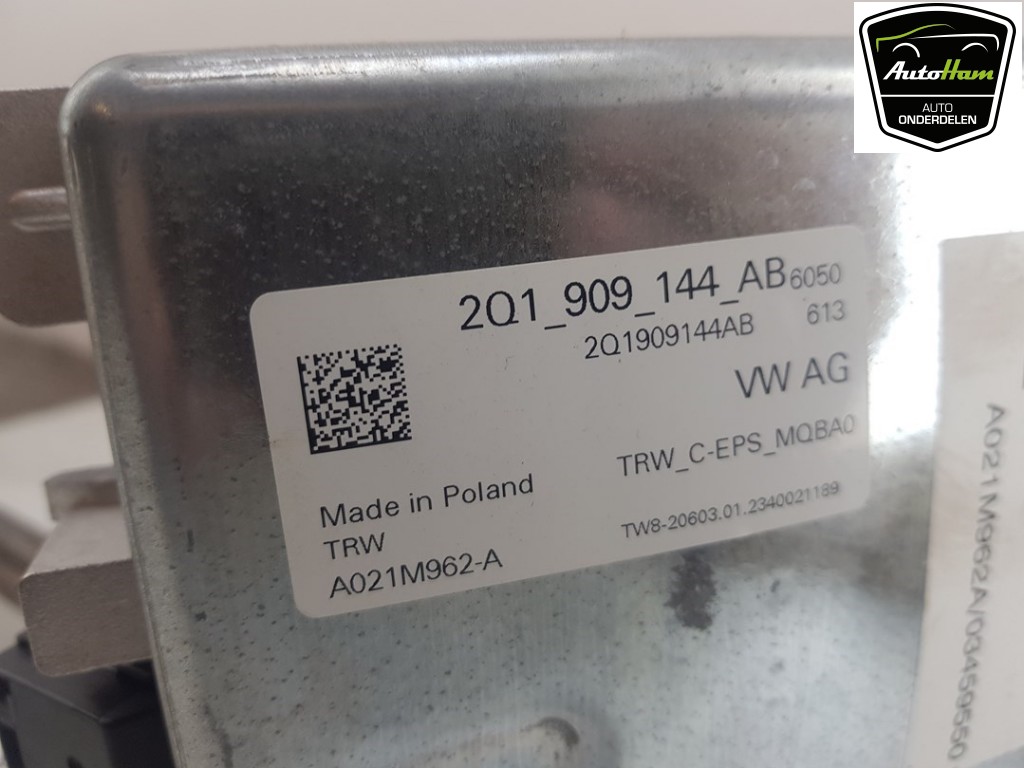 AutoHam
AUTO
ONDERDELEN
2Q1_909_144_AB 6050
2Q1909144AB 613
VW AG
TRW_C-EPS_MQBA0
Made in Poland
TRW
TW8-20603.01.2340021189
A021M962-A
A021M962A/03459550